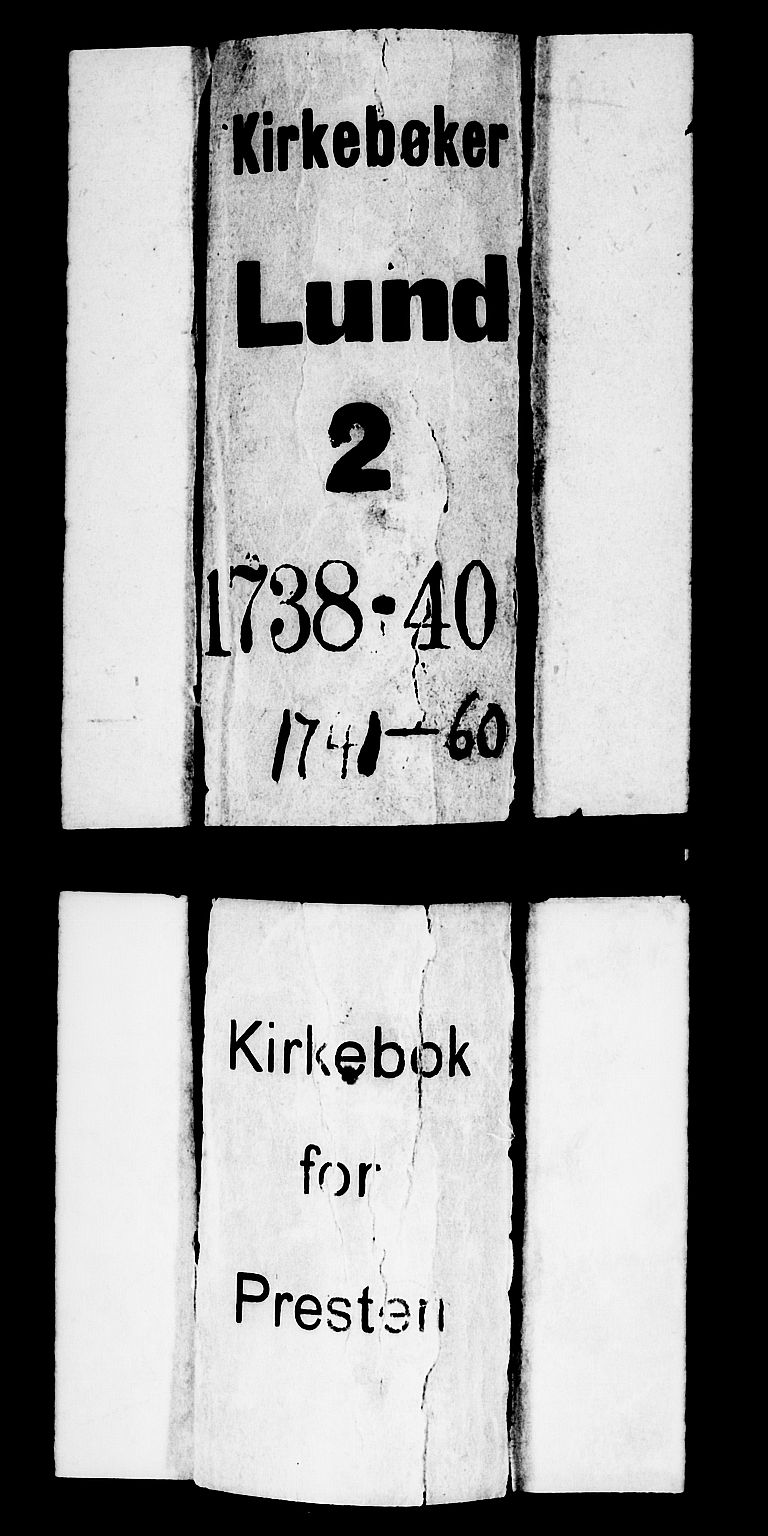 Kirkebøker
Lund
2
1738-40
1741-60
Kirkebok
for
Presten